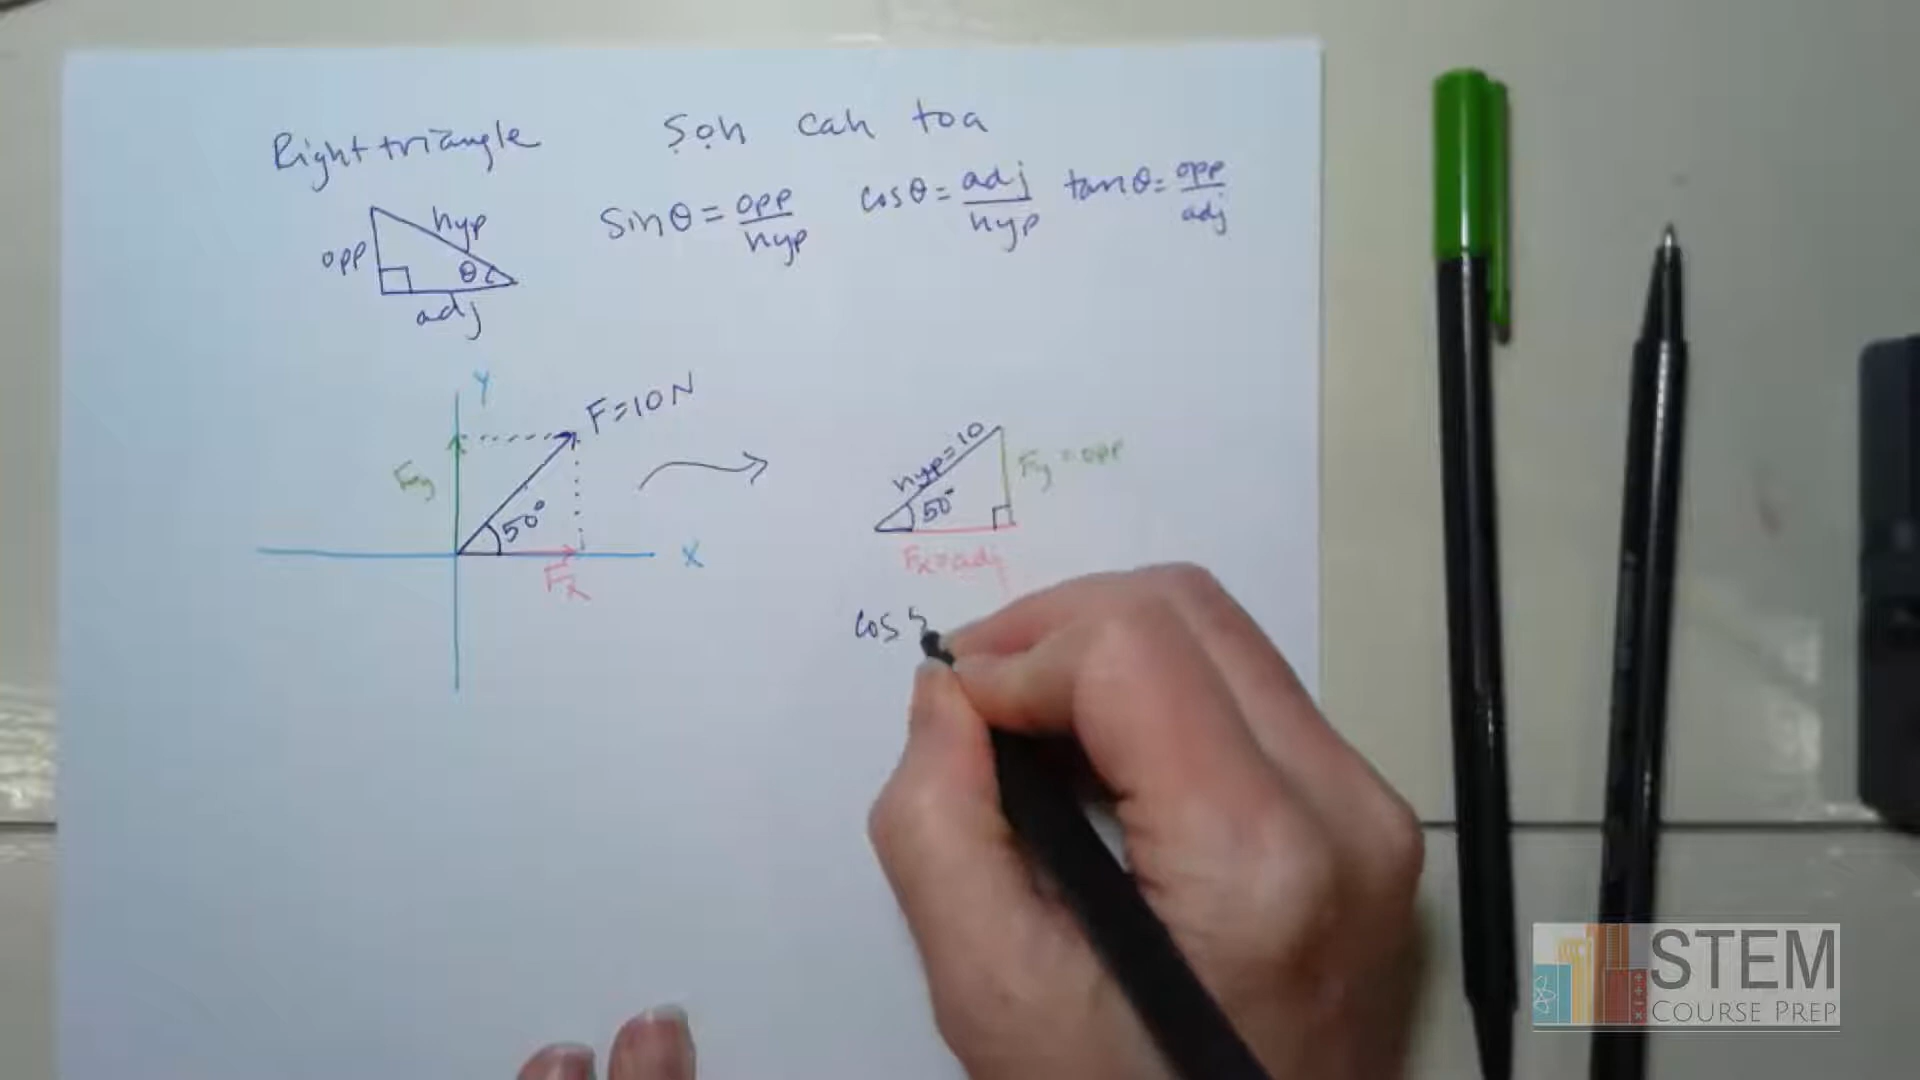 Right triangle
soh cah toa
opp hyp θ adj
sinθ = opp/hyp
cosθ = adj/hyp
tanθ = opp/adj
Y
F=10N
Fy
50°
X
Fx
hyp=10
50°
Fy = opp
Fx=adj
cos 5
STEM
COURSE PREP